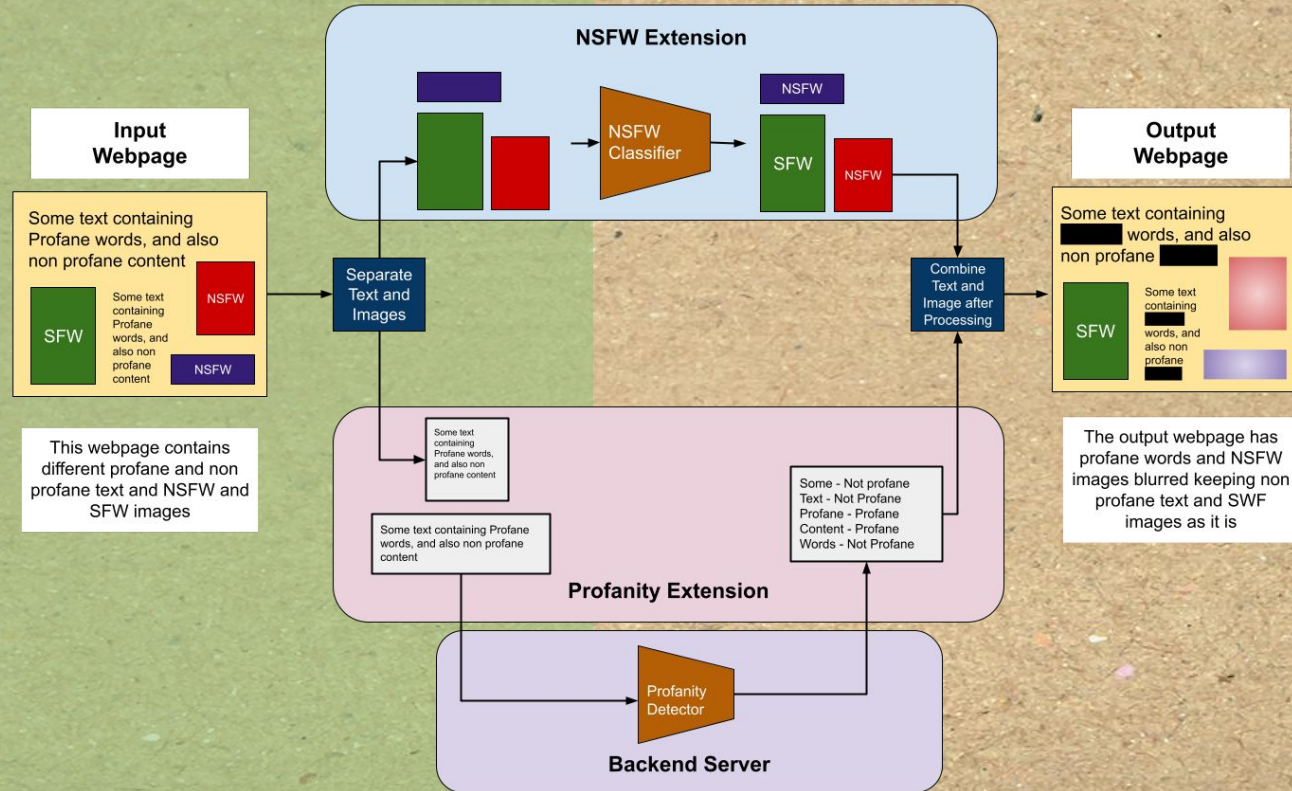 NSFW Extension
NSFW
Classifier
NSFW
SFW
NSFW
Input
Webpage
Some text containing
Profane words, and also
non profane content
SFW
Some text
containing
Profane
words, and
also non
profane
content
NSFW
NSFW
This webpage contains
different profane and non
profane text and NSFW and
SFW images
Separate
Text and
Images
Combine
Text and
Image after
Processing
Output
Webpage
Some text containing
words, and also
non profane
SFW
Some text
containing
words, and
also non
profane
The output webpage has
profane words and NSFW
images blurred keeping non
profane text and SWF
images as it is
Some text
containing
Profane words,
and also non
profane content
Some text containing Profane
words, and also non profane
content
Some - Not profane
Text - Not Profane
Profane - Profane
Content - Profane
Words - Not Profane
Profanity Extension
Profanity
Detector
Backend Server